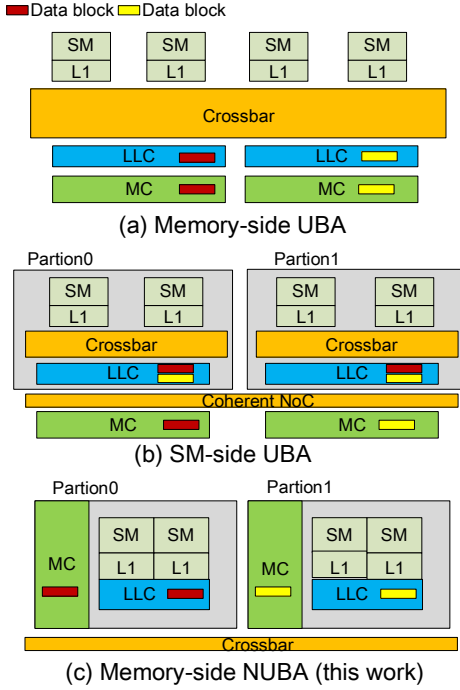 Data block Data block
SM SM SM SM
L1 L1 L1 L1
Crossbar
LLC LLC
MC MC
(a) Memory-side UBA
Partion0 Partion1
SM SM SM SM
L1 L1 L1 L1
Crossbar Crossbar
LLC LLC
Coherent NoC
MC MC
(b) SM-side UBA
Partion0 Partion1
SM SM SM SM
MC L1 L1 MC L1 L1
LLC LLC
Crossbar
(c) Memory-side NUBA (this work)